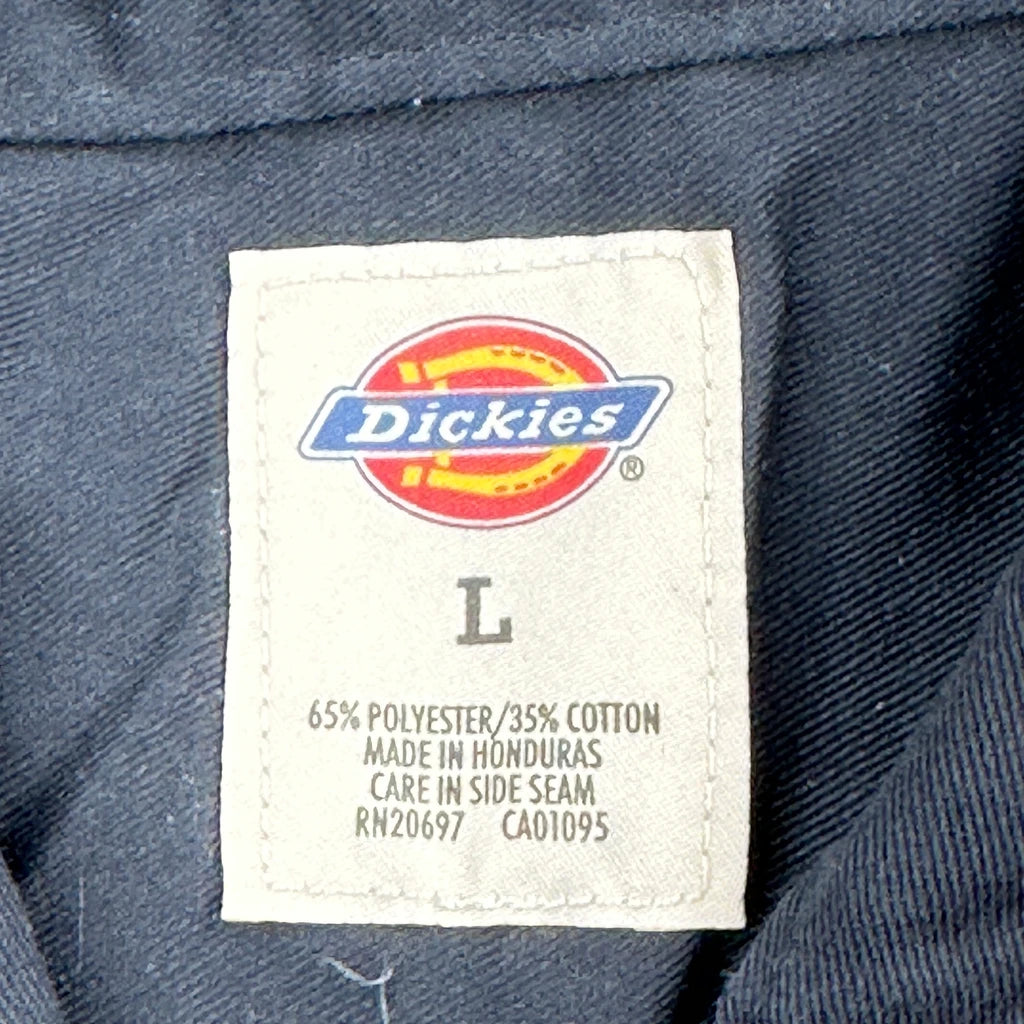 Dickies
®
L
65% POLYESTER/35% COTTON
MADE IN HONDURAS
CARE IN SIDE SEAM
RN20697 CA01095